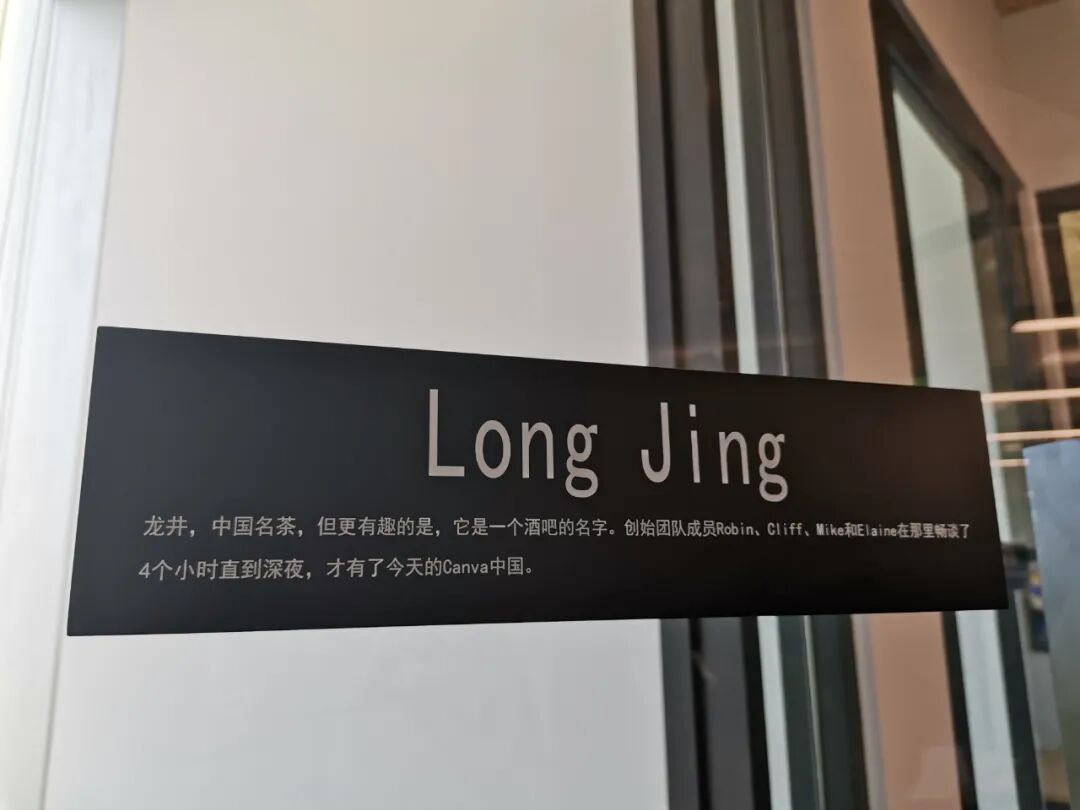 Long Jing
龙井，中国名茶，但更有趣的是，它是一个酒吧的名字。创始团队成员Robin、Cliff、Mike和Elaine在那里畅谈了
4个小时直到深夜，才有了今天的Canva中国。